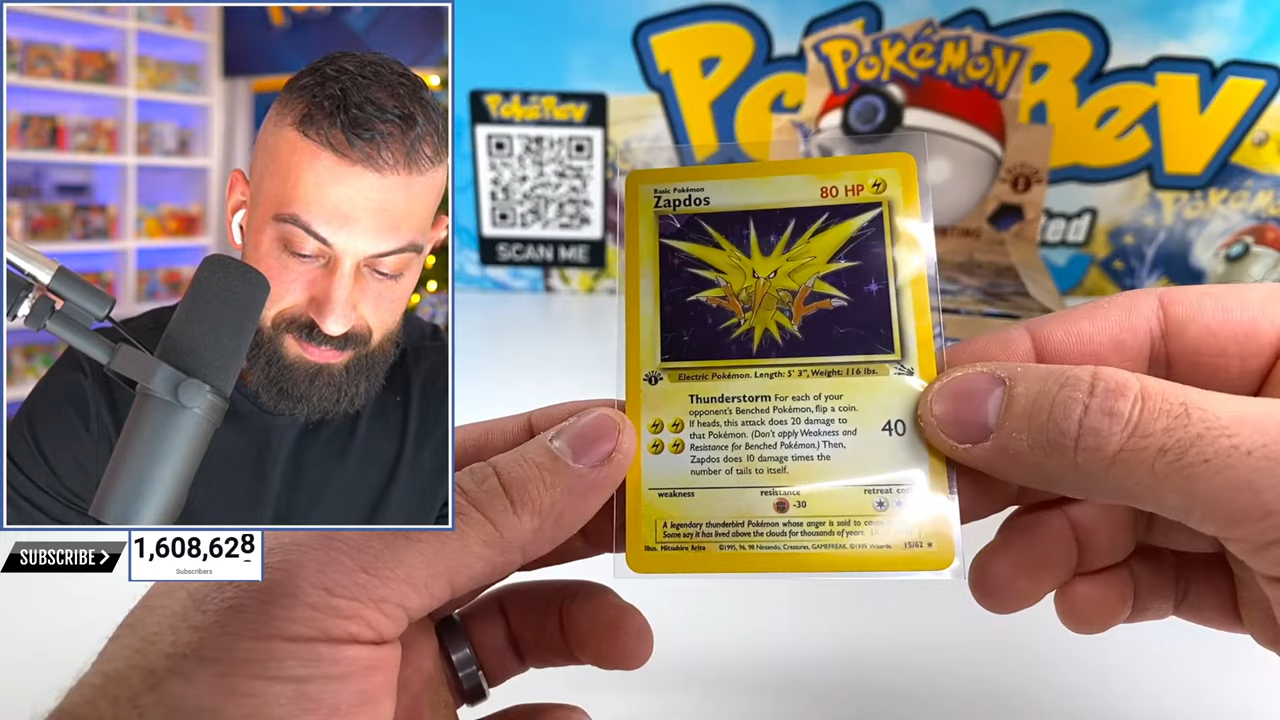 PokéRev
SCAN ME
PokéRev
POKÉMON
Basic Pokémon
Zapdos
80 HP
Electric Pokémon. Length: 5' 3", Weight: 116 lbs.
Thunderstorm For each of your
opponent's Benched Pokémon, flip a coin.
If heads, this attack does 20 damage to
that Pokémon. (Don't apply Weakness and
Resistance for Benched Pokémon.) Then,
Zapdos does 10 damage times the
number of tails to itself.
40
weakness
resistance
retreat
-30
A legendary thunderbird Pokémon whose anger is said to
Some say it has lived above the clouds for thousands of years.
Illus. Mitsuhiro Arita
©1995, 96, 98 Nintendo, Creatures, GAMEFREAK. ©1999 Wizards.
15/62
SUBSCRIBE
1,608,628
Subscribers